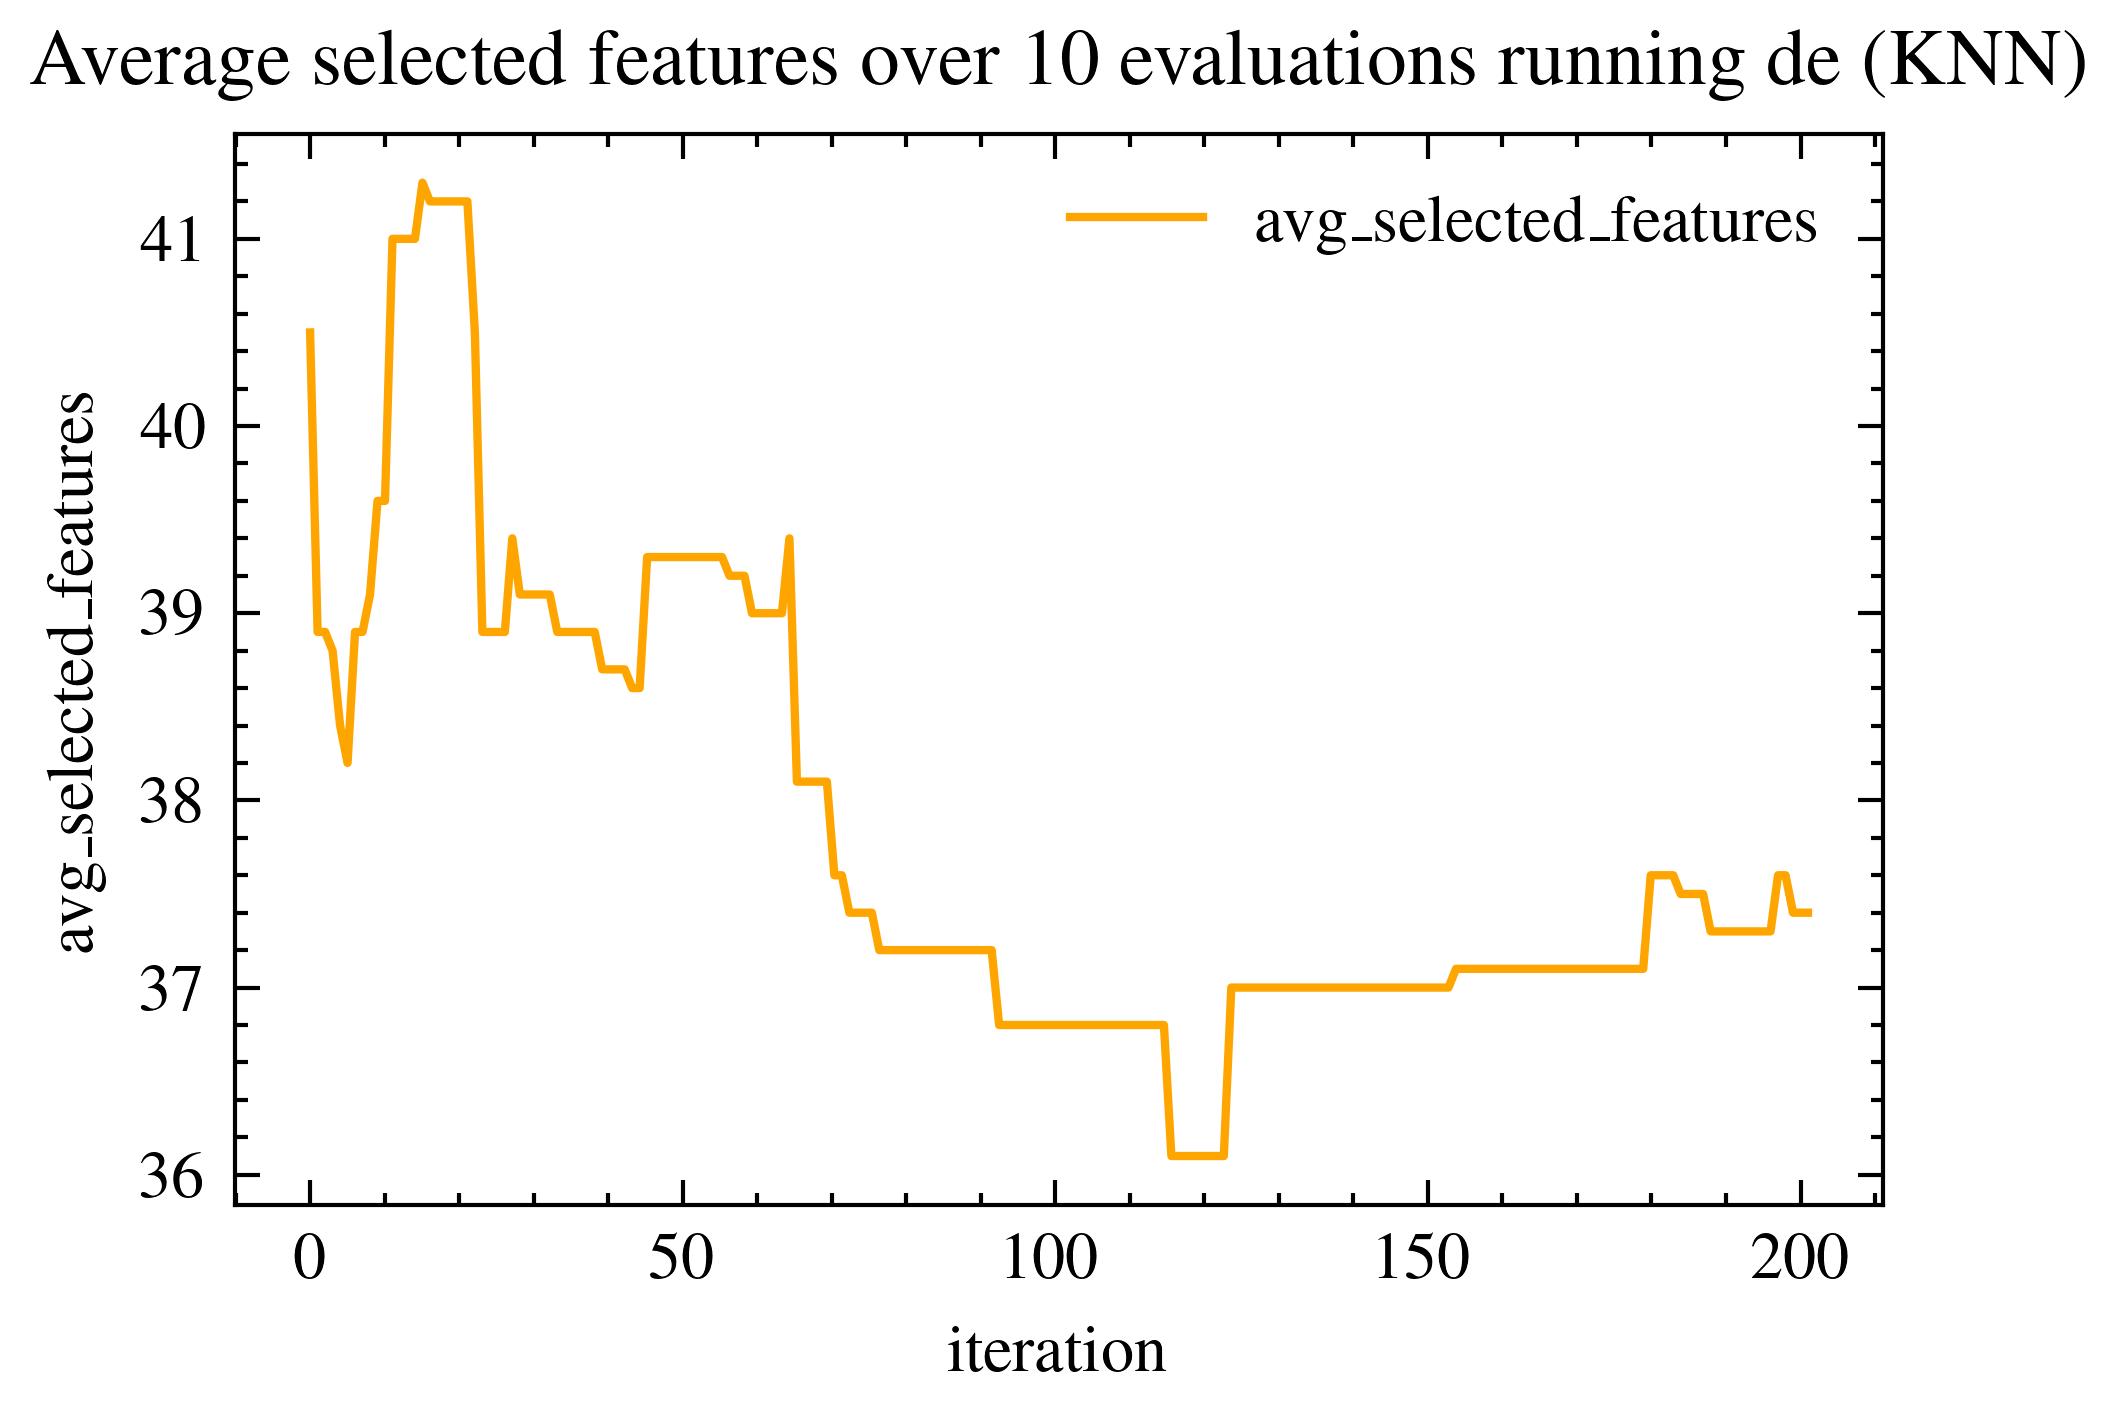 Average selected features over 10 evaluations running de (KNN)
avg_selected_features
41
40
39
38
37
36
avg_selected_features
0 50 100 150 200
iteration